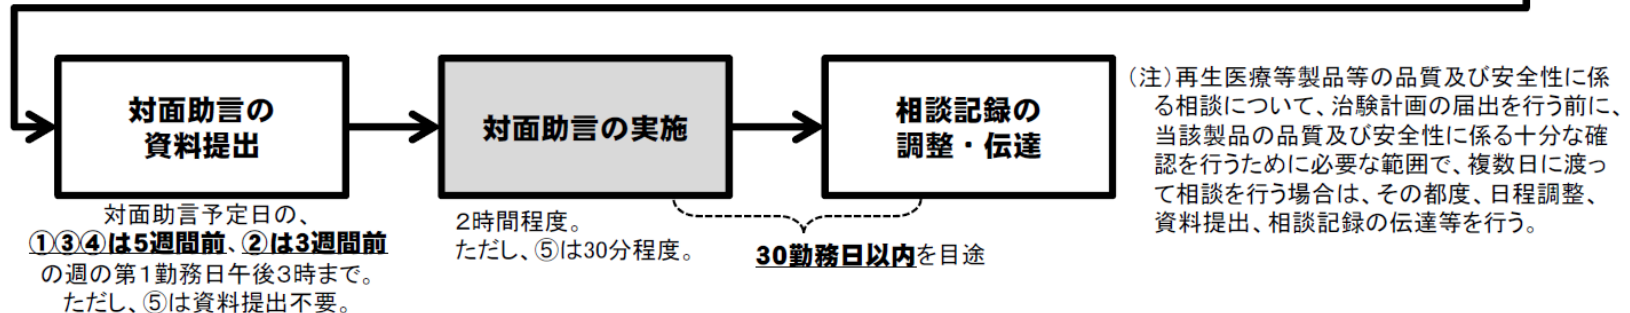 対面助言の
資料提出
対面助言予定日の、
①③④は5週間前、②は3週間前
の週の第1勤務日午後3時まで。
ただし、⑤は資料提出不要。
対面助言の実施
2時間程度。
ただし、⑤は30分程度。
相談記録の
調整・伝達
30勤務日以内を目途
(注)再生医療等製品等の品質及び安全性に係
る相談について、治験計画の届出を行う前に、
当該製品の品質及び安全性に係る十分な確
認を行うために必要な範囲で、複数日に渡っ
て相談を行う場合は、その都度、日程調整、
資料提出、相談記録の伝達等を行う。